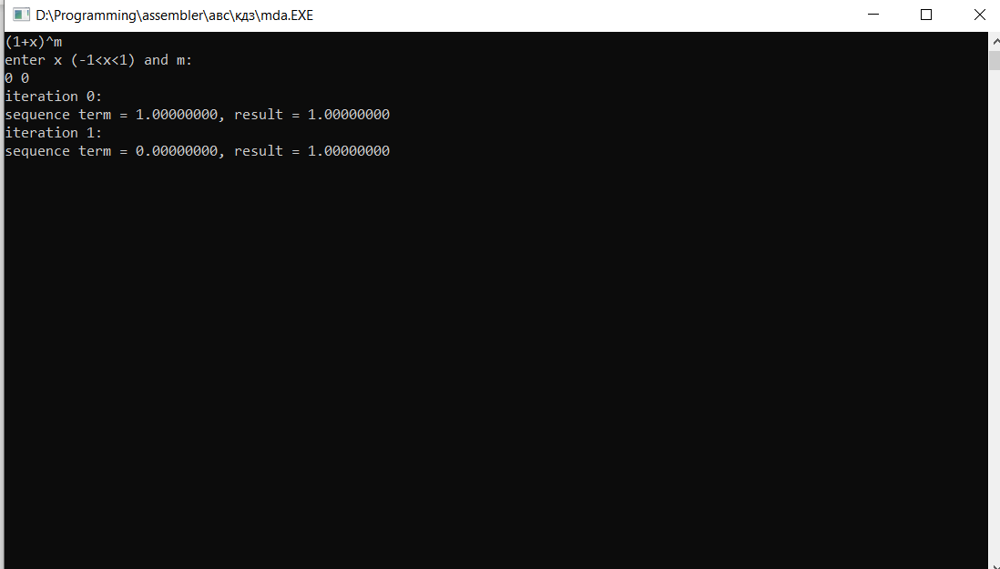 D:\Programming\assembler\авс\кдз\mda.EXE
(1+x)^m
enter x (-1<x<1) and m:
0 0
iteration 0:
sequence term = 1.00000000, result = 1.00000000
iteration 1:
sequence term = 0.00000000, result = 1.00000000